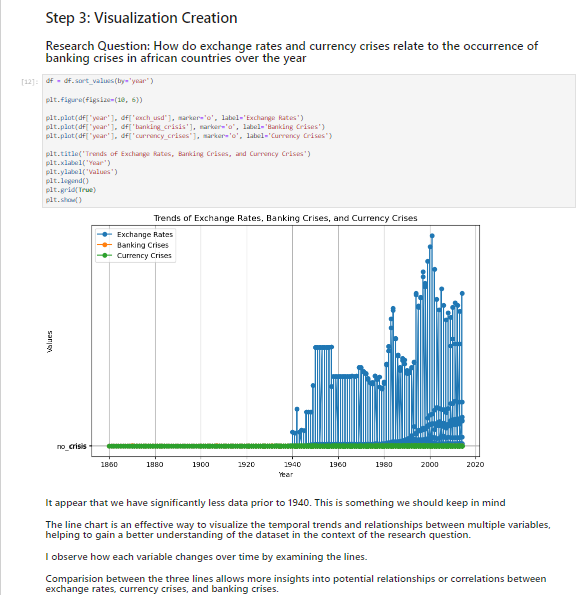 Step 3: Visualization Creation
Research Question: How do exchange rates and currency crises relate to the occurrence of
banking crises in african countries over the year
[12]:
df = df.sort_values(by='year')
plt.figure(figsize=(10, 6))
plt.plot(df['year'], df['exch_usd'], marker='o', label='Exchange Rates')
plt.plot(df['year'], df['banking_crisis'], marker='o', label='Banking Crises')
plt.plot(df['year'], df['currency_crises'], marker='o', label='Currency Crises')
plt.title('Trends of Exchange Rates, Banking Crises, and Currency Crises')
plt.xlabel('Year')
plt.ylabel('Values')
plt.legend()
plt.grid(True)
plt.show()
Trends of Exchange Rates, Banking Crises, and Currency Crises
Exchange Rates
Banking Crises
Currency Crises
Values
1860 1880 1900 1920 1940 1960 1980 2000 2020
Year
It appear that we have significantly less data prior to 1940. This is something we should keep in mind
The line chart is an effective way to visualize the temporal trends and relationships between multiple variables,
helping to gain a better understanding of the dataset in the context of the research question.
I observe how each variable changes over time by examining the lines.
Comparision between the three lines allows more insights into potential relationships or correlations between
exchange rates, currency crises, and banking crises.